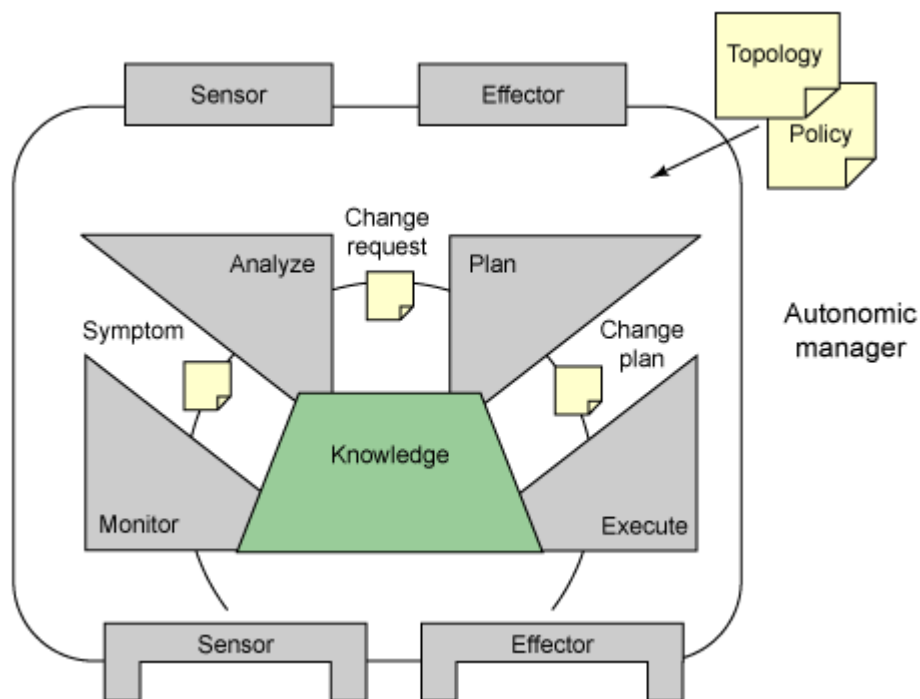 Topology
Policy
Sensor
Effector
Change
request
Analyze
Plan
Symptom
Change
plan
Autonomic
manager
Knowledge
Monitor
Execute
Sensor
Effector